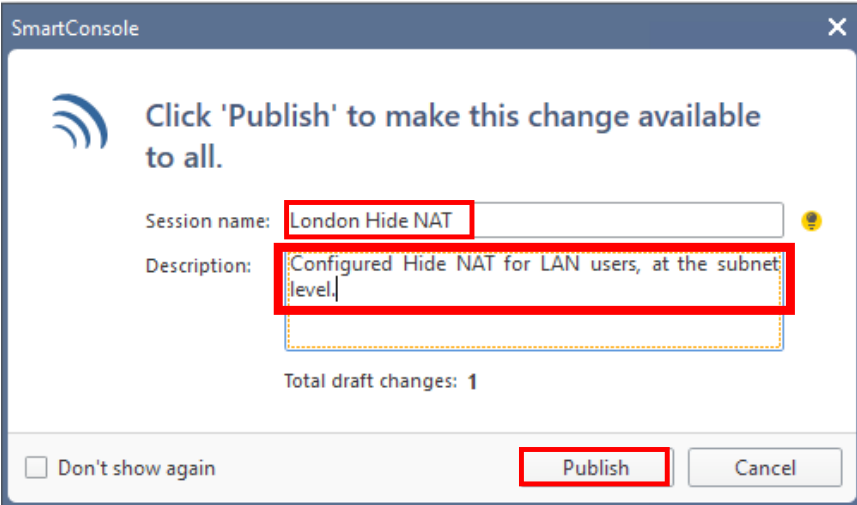 SmartConsole
Click 'Publish' to make this change available
to all.
Session name: London Hide NAT
Description: Configured Hide NAT for LAN users, at the subnet
level.
Total draft changes: 1
Don't show again Publish Cancel